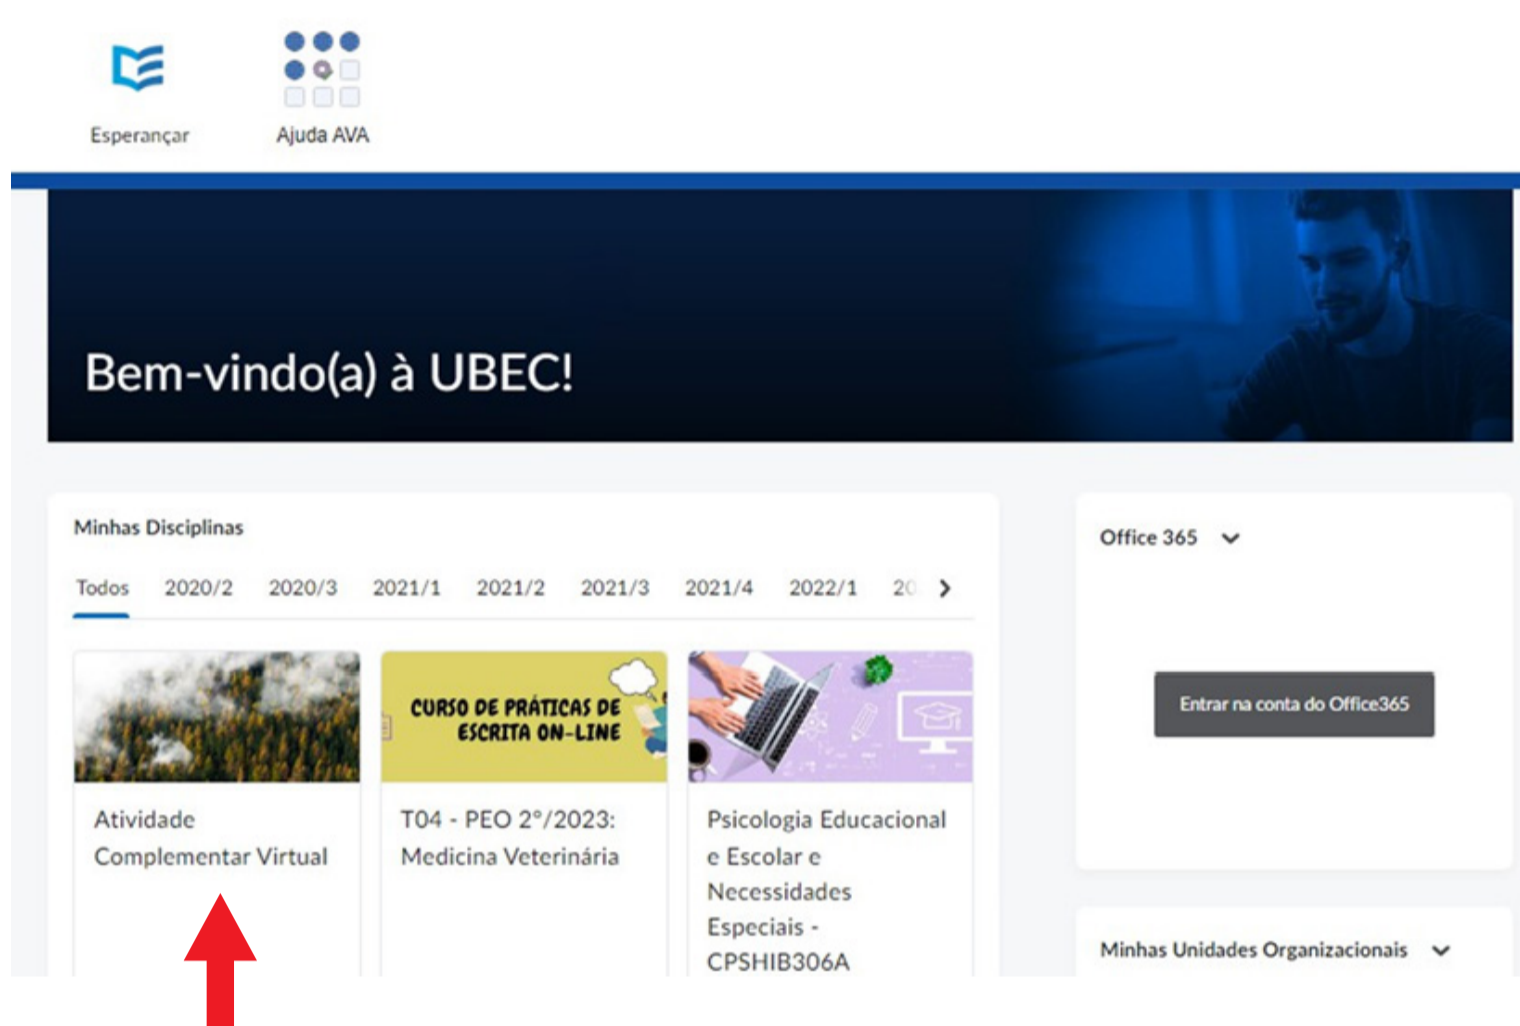 Esperançar
Ajuda AVA
Bem-vindo(a) à UBEC!
Minhas Disciplinas
Todos 2020/2 2020/3 2021/1 2021/2 2021/3 2021/4 2022/1 20
CURSO DE PRÁTICAS DE
ESCRITA ON-LINE
Atividade
Complementar Virtual
T04 - PEO 2º/2023:
Medicina Veterinária
Psicologia Educacional
e Escolar e
Necessidades
Especiais -
CPSHIB306A
Office 365
Entrar na conta do Office365
Minhas Unidades Organizacionais